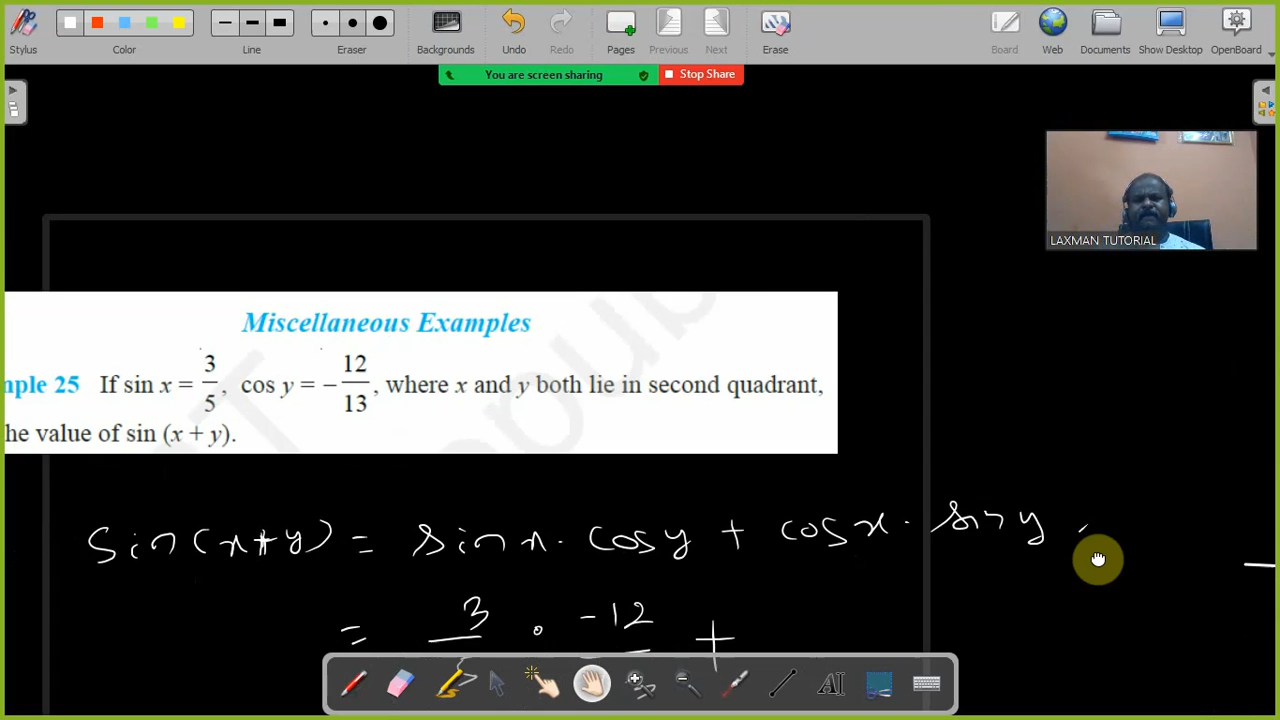 Stylus Color Line Eraser Backgrounds Undo Redo Pages Previous Next Erase Board Web Documents Show Desktop OpenBoard
You are screen sharing Stop Share
LAXMAN TUTORIAL
Miscellaneous Examples
mple 25 If sin x = 3/5, cos y = −12/13, where x and y both lie in second quadrant,
he value of sin (x + y).
sin(x+y) = sin x · cos y + cos x · sin y
= 3 · -12 +